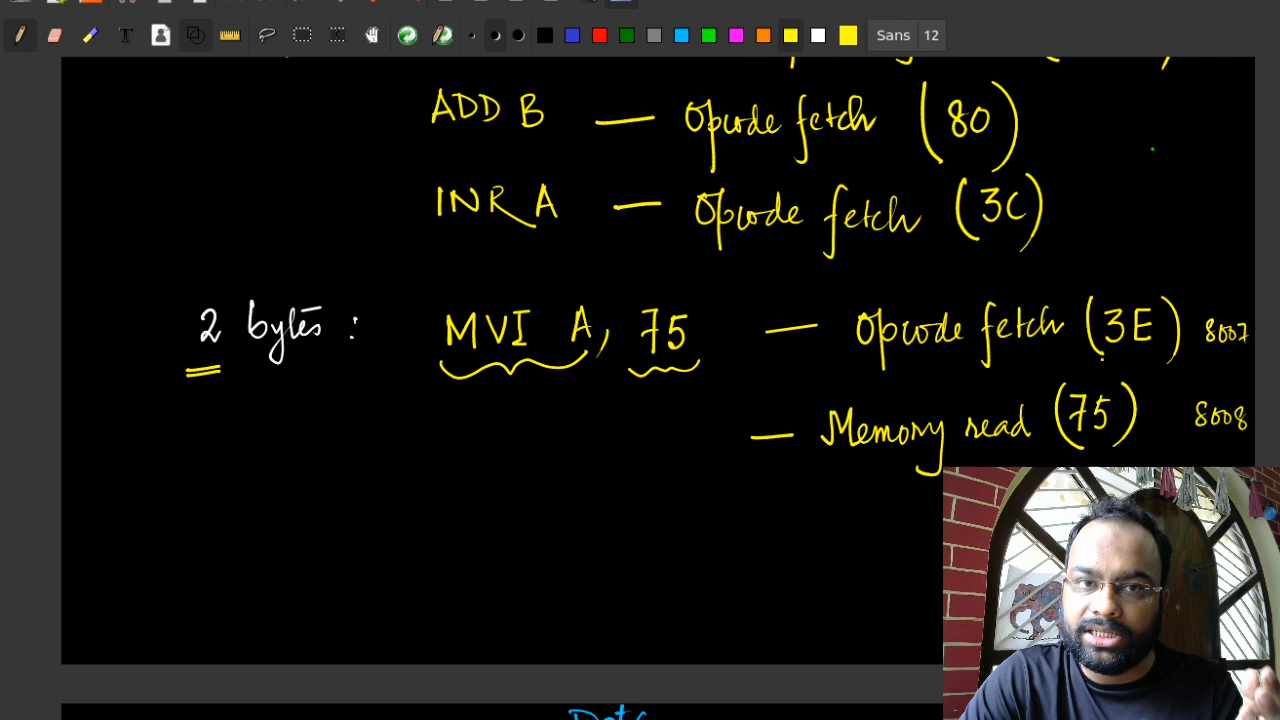 Sans 12
ADD B — Opcode fetch (80)
INR A — Opcode fetch (3C)
2 bytes : MVI A, 75 — Opcode fetch (3E) 8007
— Memory read (75) 8008